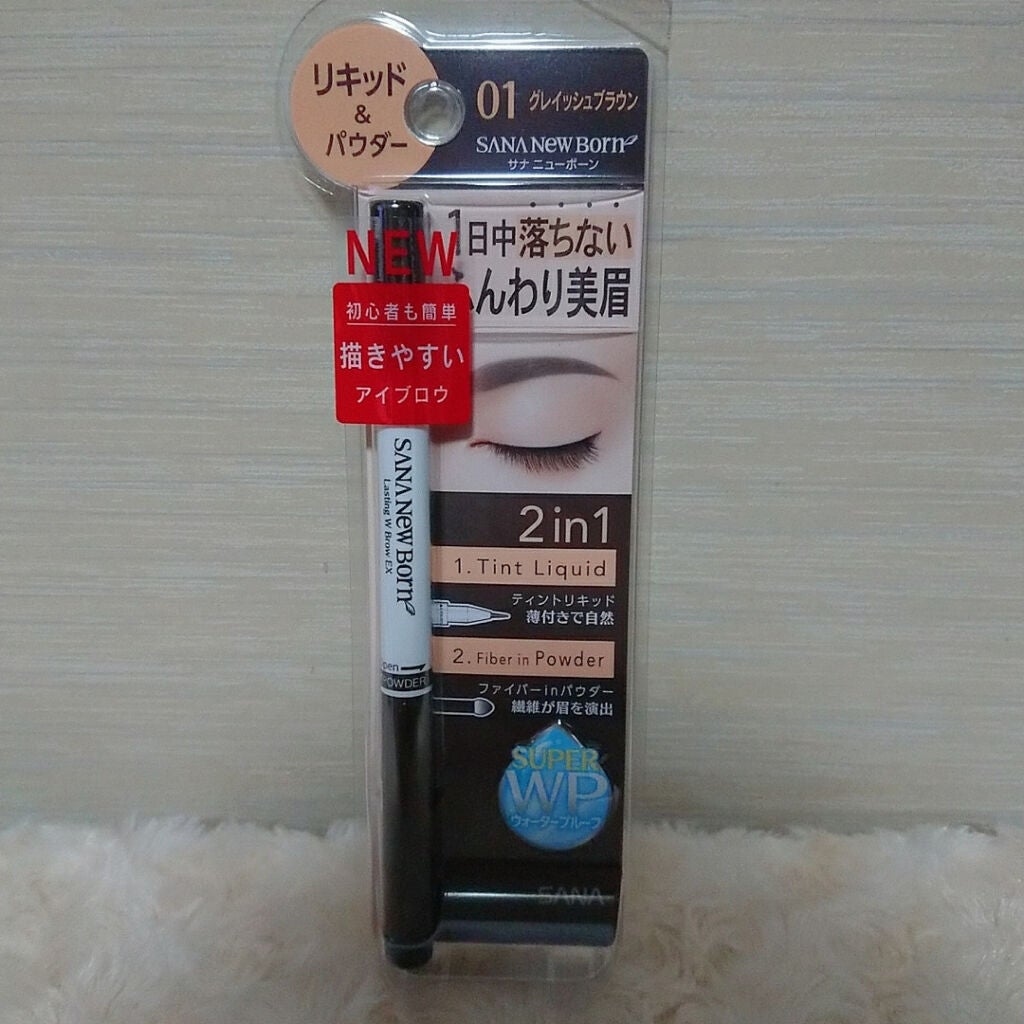 リキッド
&
パウダー
01 グレイッシュブラウン
SANA New Born
サナ ニューボーン
1日中落ちない
ふんわり美眉
NEW
初心者も簡単
描きやすい
アイブロウ
SANA New Born
Lasting W Brow EX
2in1
1. Tint Liquid
ティントリキッド
薄付きで自然
2. Fiber in Powder
ファイバーinパウダー
繊維が眉を演出
pen
POWDER
SUPER
WP
ウォータープルーフ
SANA